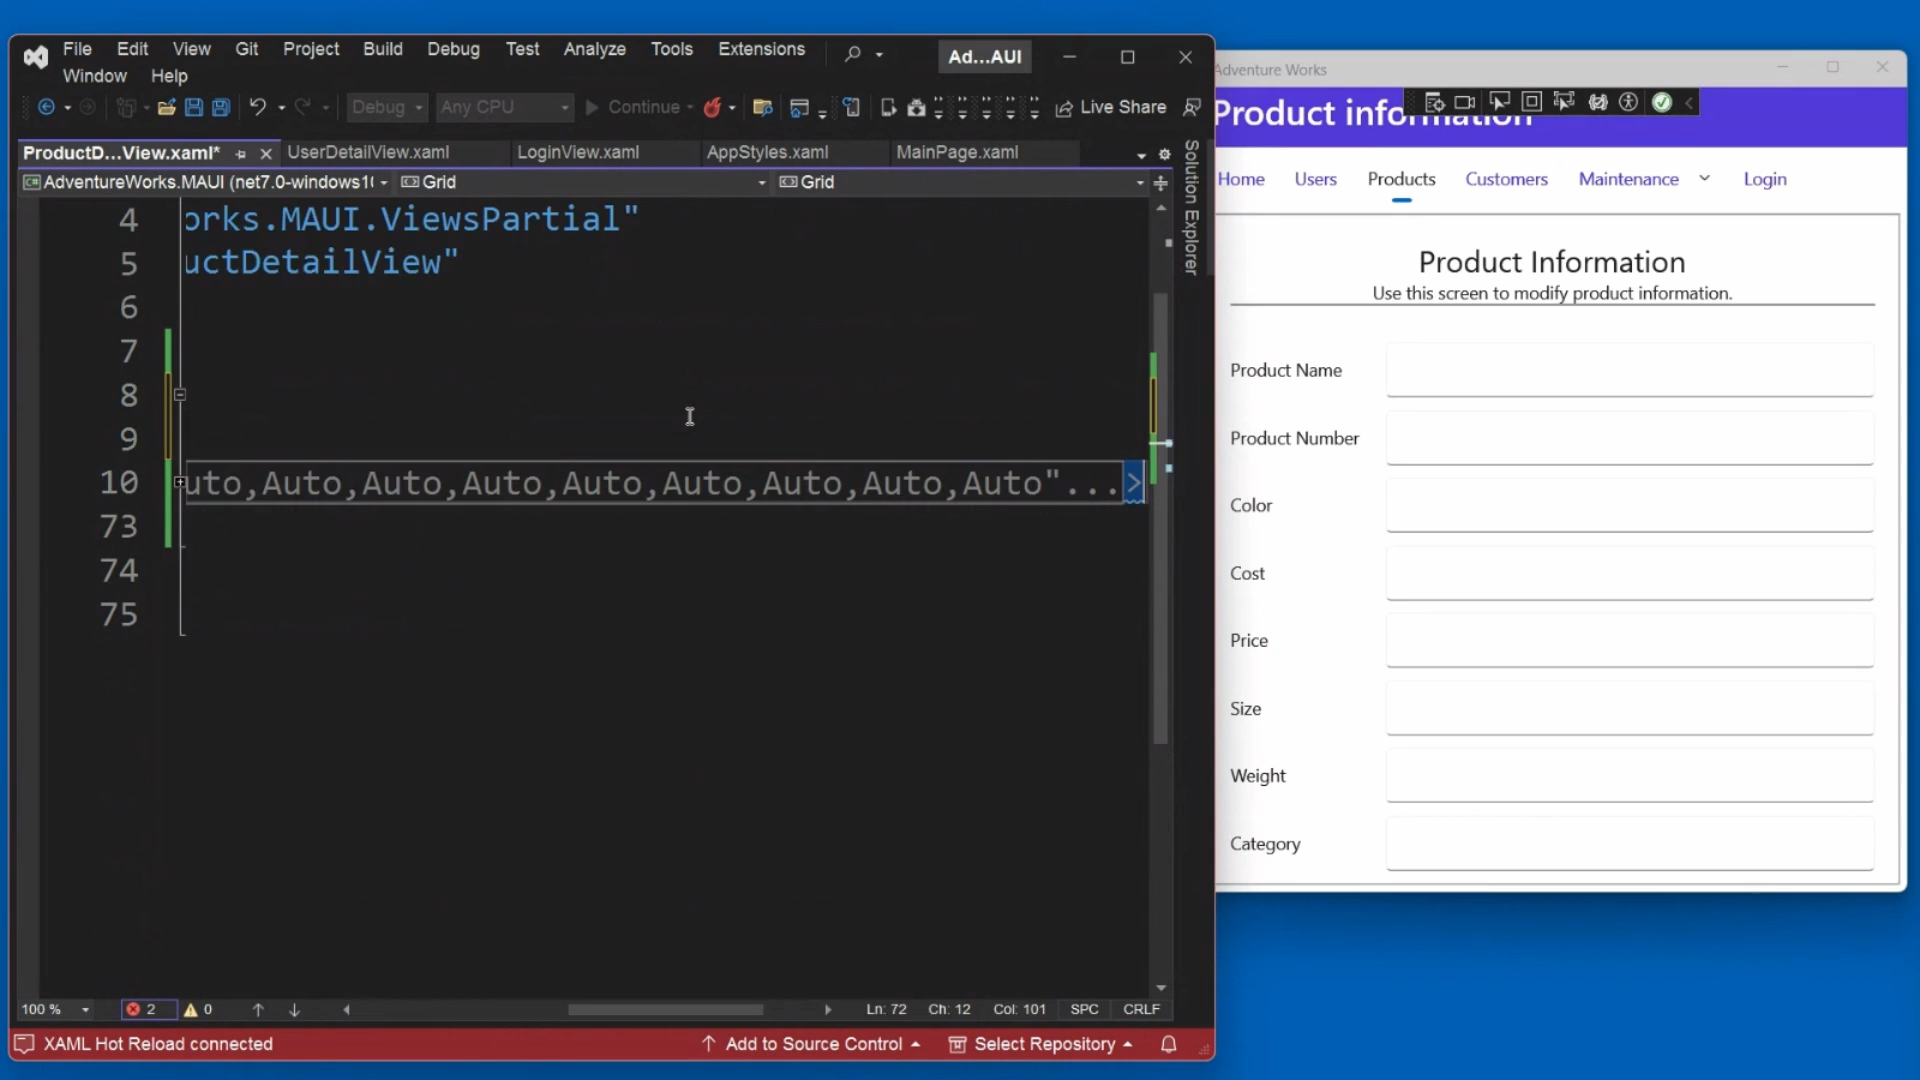 File Edit View Git Project Build Debug Test Analyze Tools Extensions
Ad...AUI
Window Help
Debug Any CPU Continue Live Share
ProductD...View.xaml* UserDetailView.xaml LoginView.xaml AppStyles.xaml MainPage.xaml
AdventureWorks.MAUI (net7.0-windows1( Grid Grid
Solution Explorer
4 orks.MAUI.ViewsPartial"
5 uctDetailView"
6
7
8
9
10 uto,Auto,Auto,Auto,Auto,Auto,Auto,Auto,Auto"...>
73
74
75
100 % 2 0 Ln: 72 Ch: 12 Col: 101 SPC CRLF
XAML Hot Reload connected Add to Source Control Select Repository
Adventure Works
Product information
Home Users Products Customers Maintenance Login
Product Information
Use this screen to modify product information.
Product Name
Product Number
Color
Cost
Price
Size
Weight
Category